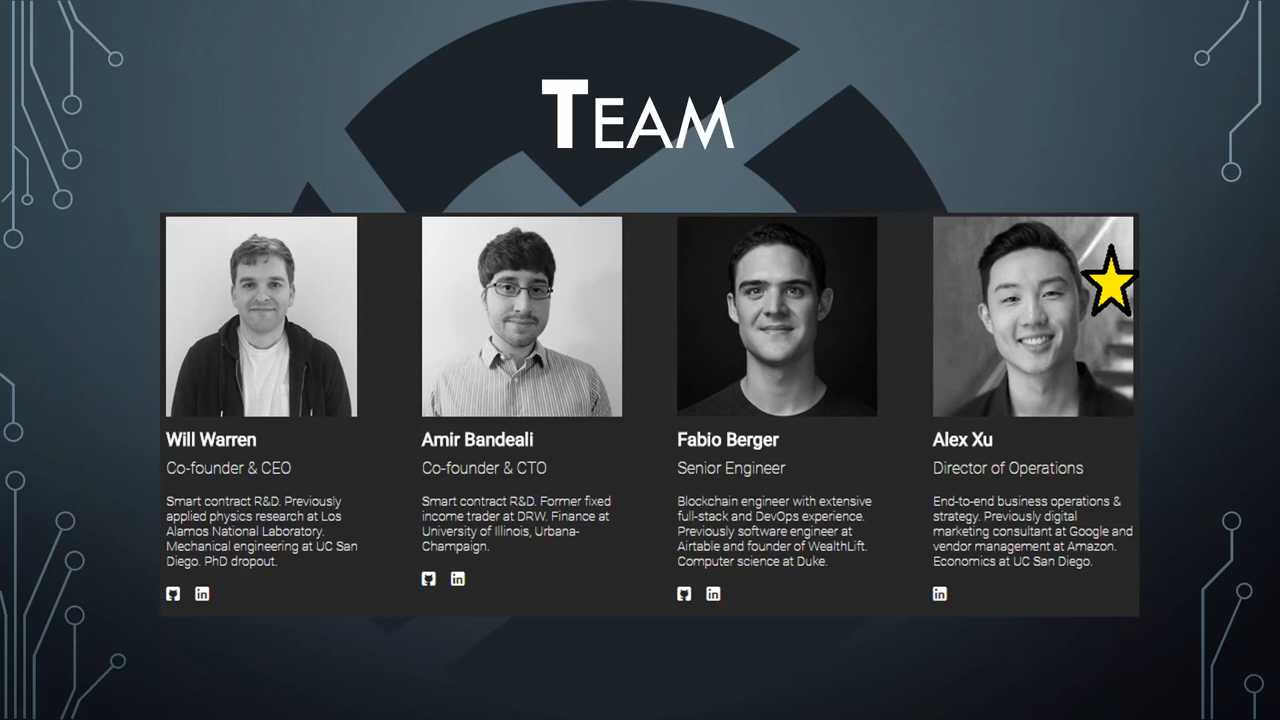 Team
Will Warren
Co-founder & CEO
Smart contract R&D. Previously
applied physics research at Los
Alamos National Laboratory.
Mechanical engineering at UC San
Diego. PhD dropout.
in
Amir Bandeali
Co-founder & CTO
Smart contract R&D. Former fixed
income trader at DRW. Finance at
University of Illinois, Urbana-
Champaign.
in
Fabio Berger
Senior Engineer
Blockchain engineer with extensive
full-stack and DevOps experience.
Previously software engineer at
Airtable and founder of WealthLift.
Computer science at Duke.
in
Alex Xu
Director of Operations
End-to-end business operations &
strategy. Previously digital
marketing consultant at Google and
vendor management at Amazon.
Economics at UC San Diego.
in